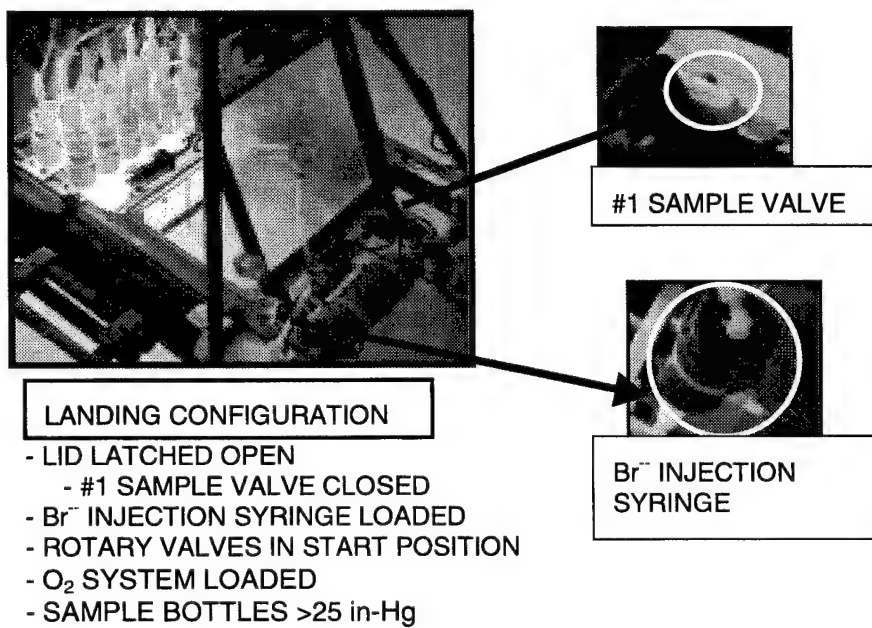 #1 SAMPLE VALVE
LANDING CONFIGURATION
- LID LATCHED OPEN
- #1 SAMPLE VALVE CLOSED
- Br⁻⁻ INJECTION SYRINGE LOADED
- ROTARY VALVES IN START POSITION
- O₂ SYSTEM LOADED
- SAMPLE BOTTLES >25 in-Hg
Br⁻⁻ INJECTION
SYRINGE